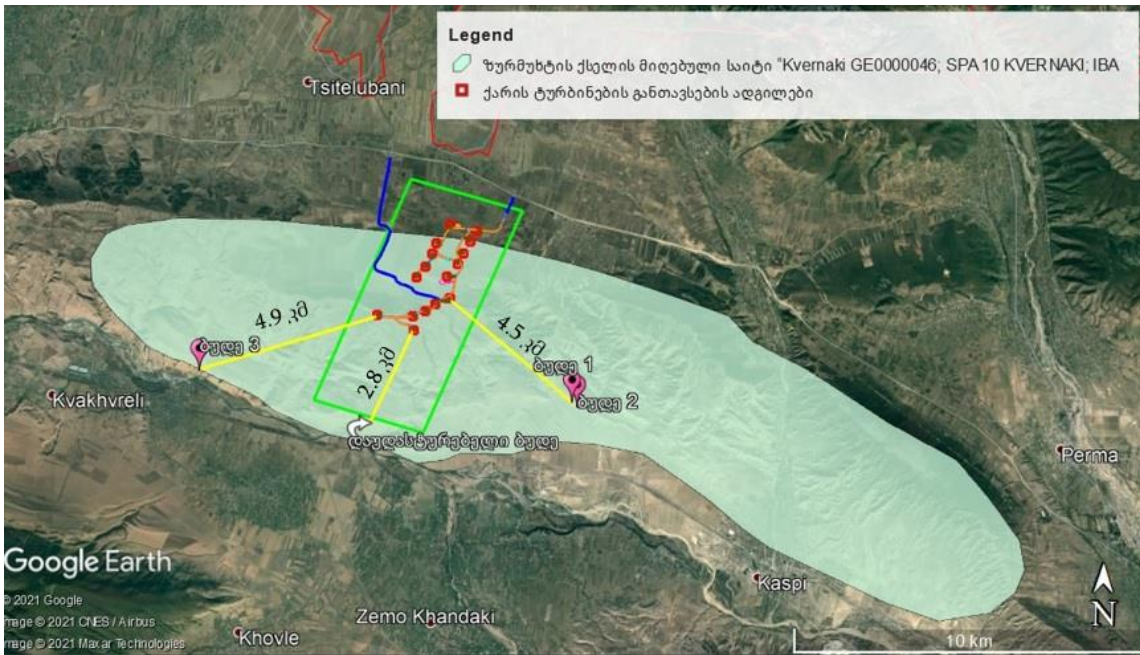 Legend
ზურმუხტის ქსელის მიღებული საიტი "Kvernaki GE0000046; SPA 10 KVERNAKI; IBA
ქარის ტურბინების განთავსების ადგილები
Tsitelubani
4.9 კმ
4.5 კმ
2.8 კმ
ბუდე 3
ბუდე 1
ბუდე 2
Kvakhvreli
დაუდასტურებელი ბუდე
Perma
Google Earth
© 2021 Google
mage © 2021 CNES / Airbus
mage © 2021 Maxar Technologies
Kaspi
Zemo Khandaki
Khovle
N
10 km